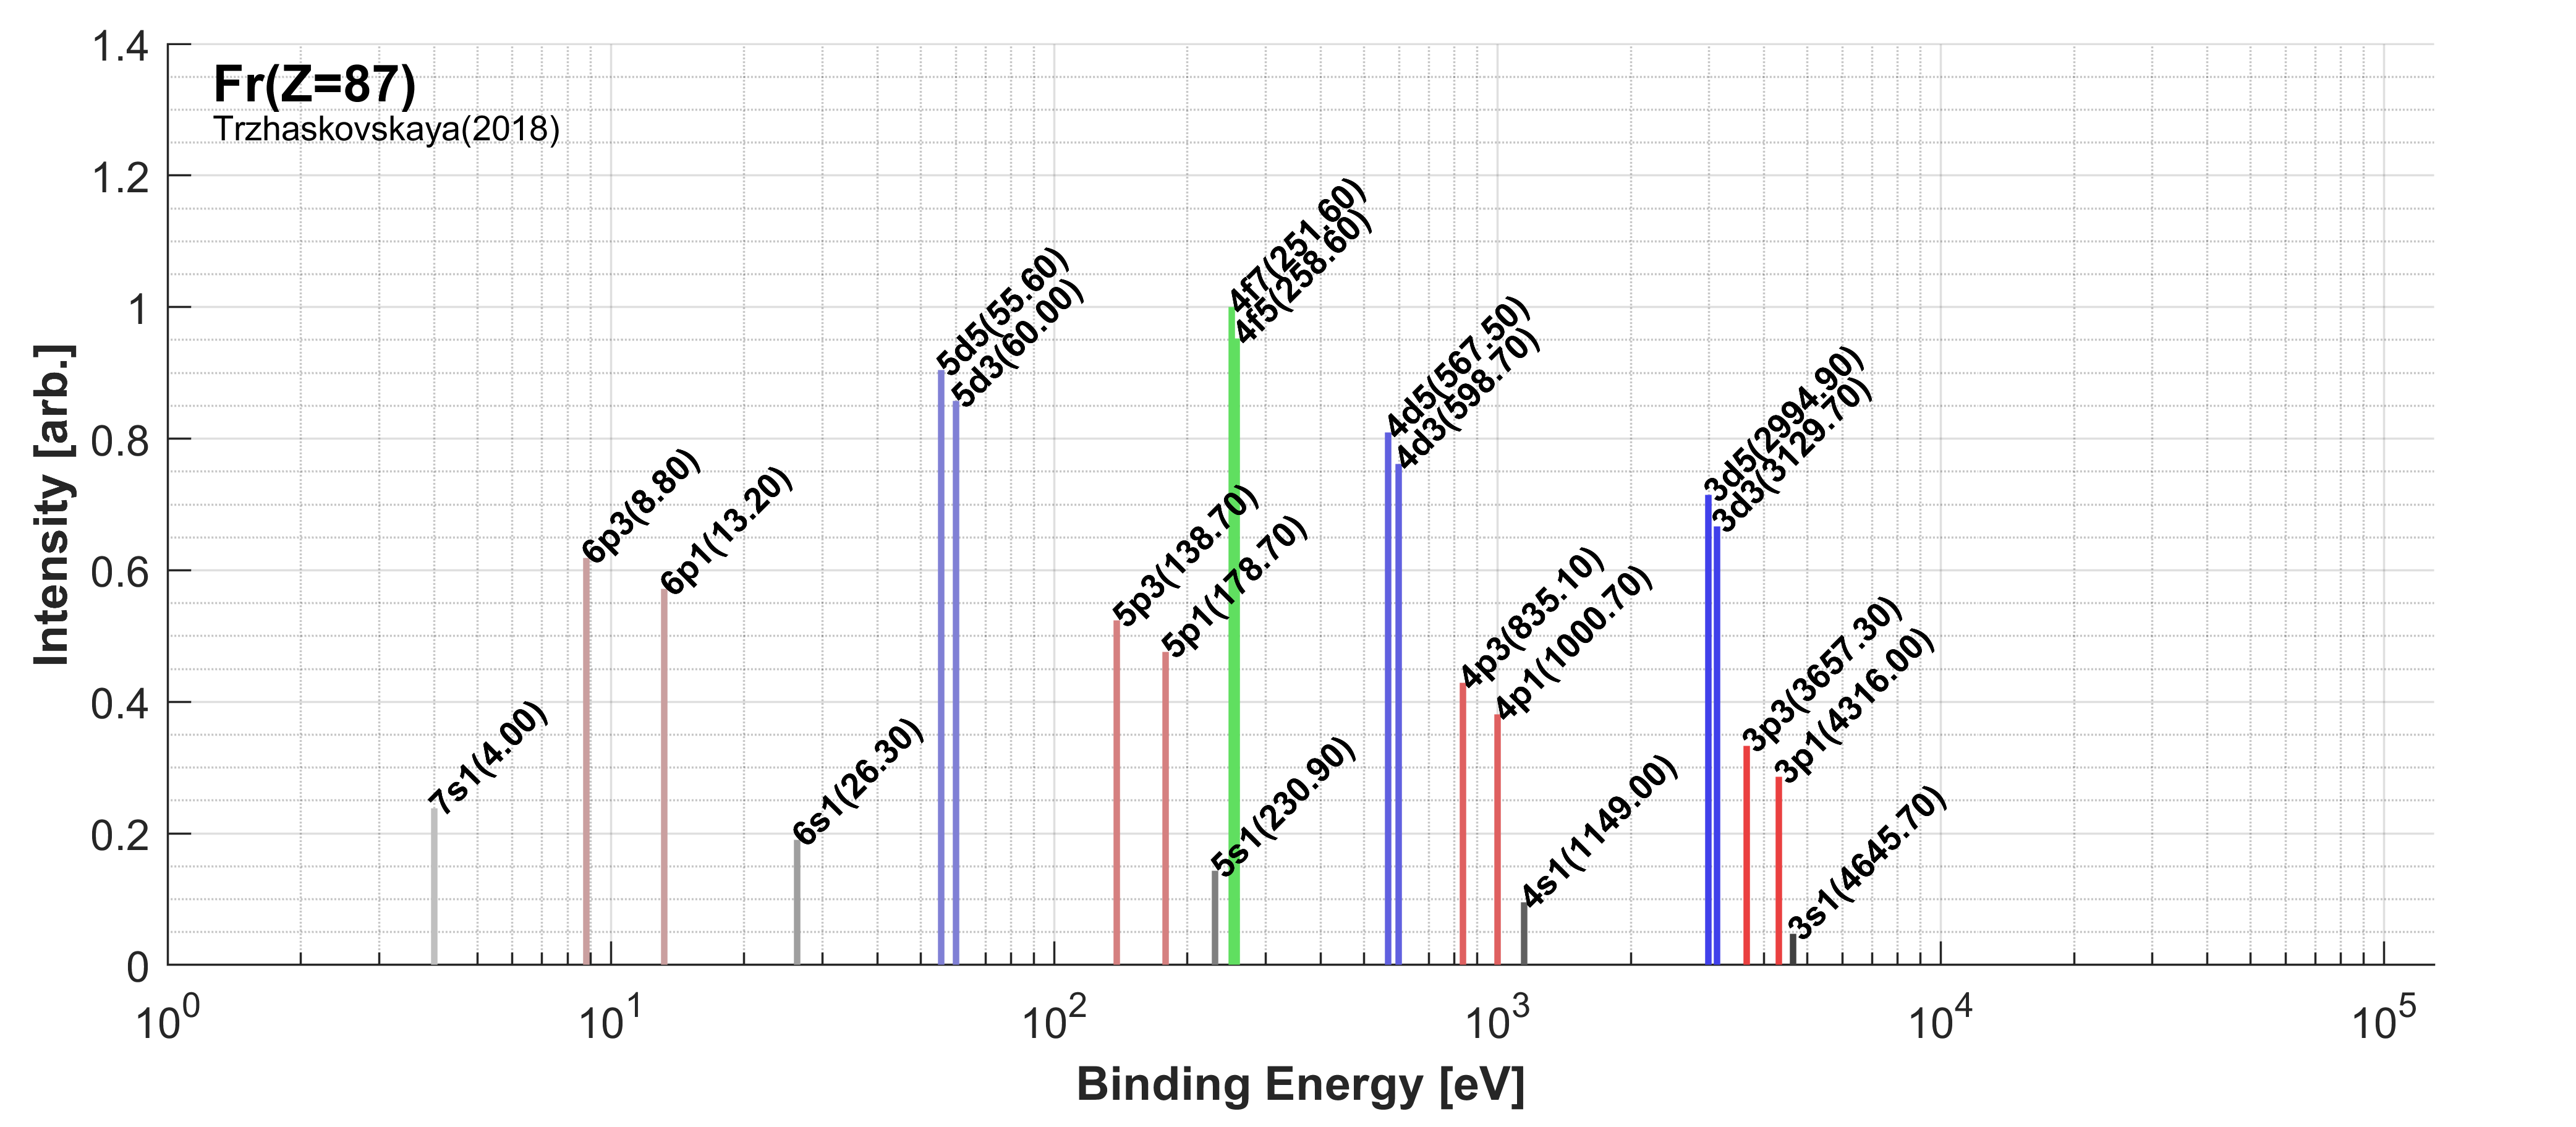 Fr(Z=87)
Trzhaskovskaya(2018)
Intensity [arb.]
1.4
1.2
1
0.8
0.6
0.4
0.2
0
7s1(4.00)
6p3(8.80)
6p1(13.20)
6s1(26.30)
5d5(55.60)
5d3(60.00)
5p3(138.70)
5p1(178.70)
5s1(230.90)
4f7(251.60)
4f5(258.60)
4d5(567.50)
4d3(598.70)
4p3(835.10)
4p1(1000.70)
4s1(1149.00)
3d5(2994.90)
3d3(3129.70)
3p3(3657.30)
3p1(4316.00)
3s1(4645.70)
10^0 10^1 10^2 10^3 10^4 10^5
Binding Energy [eV]